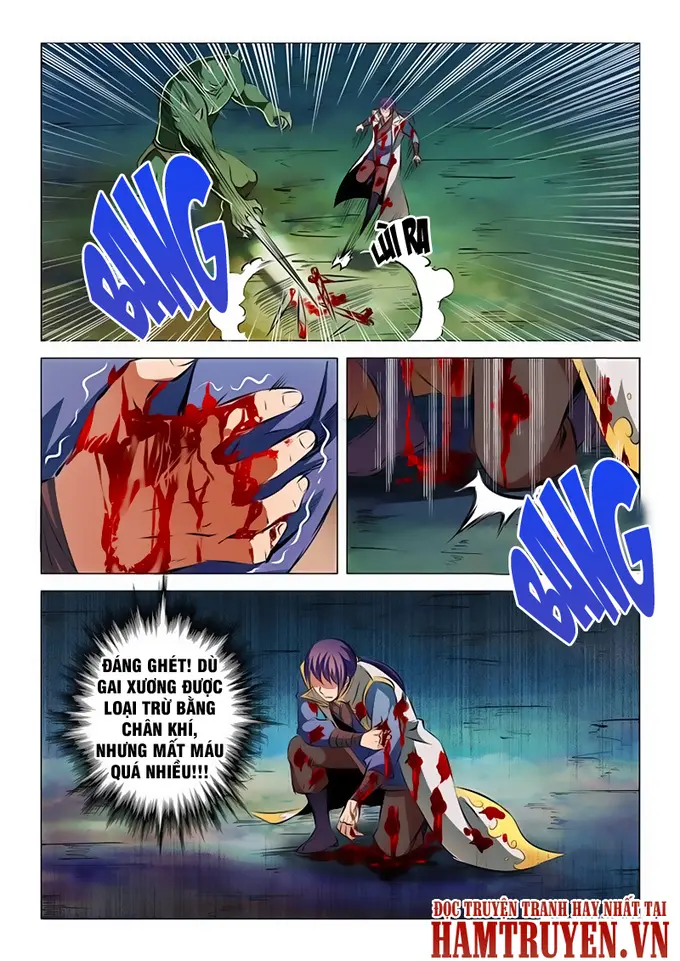 BANG
LÙI RA
BANG
ĐÁNG GHÉT! DÙ
GAI XƯƠNG ĐƯỢC
LOẠI TRỪ BẰNG
CHÂN KHÍ,
NHƯNG MẤT MÁU
QUÁ NHIỀU!!!
ĐỌC TRUYỆN TRANH HAY NHẤT TẠI
HAMTRUYEN.VN